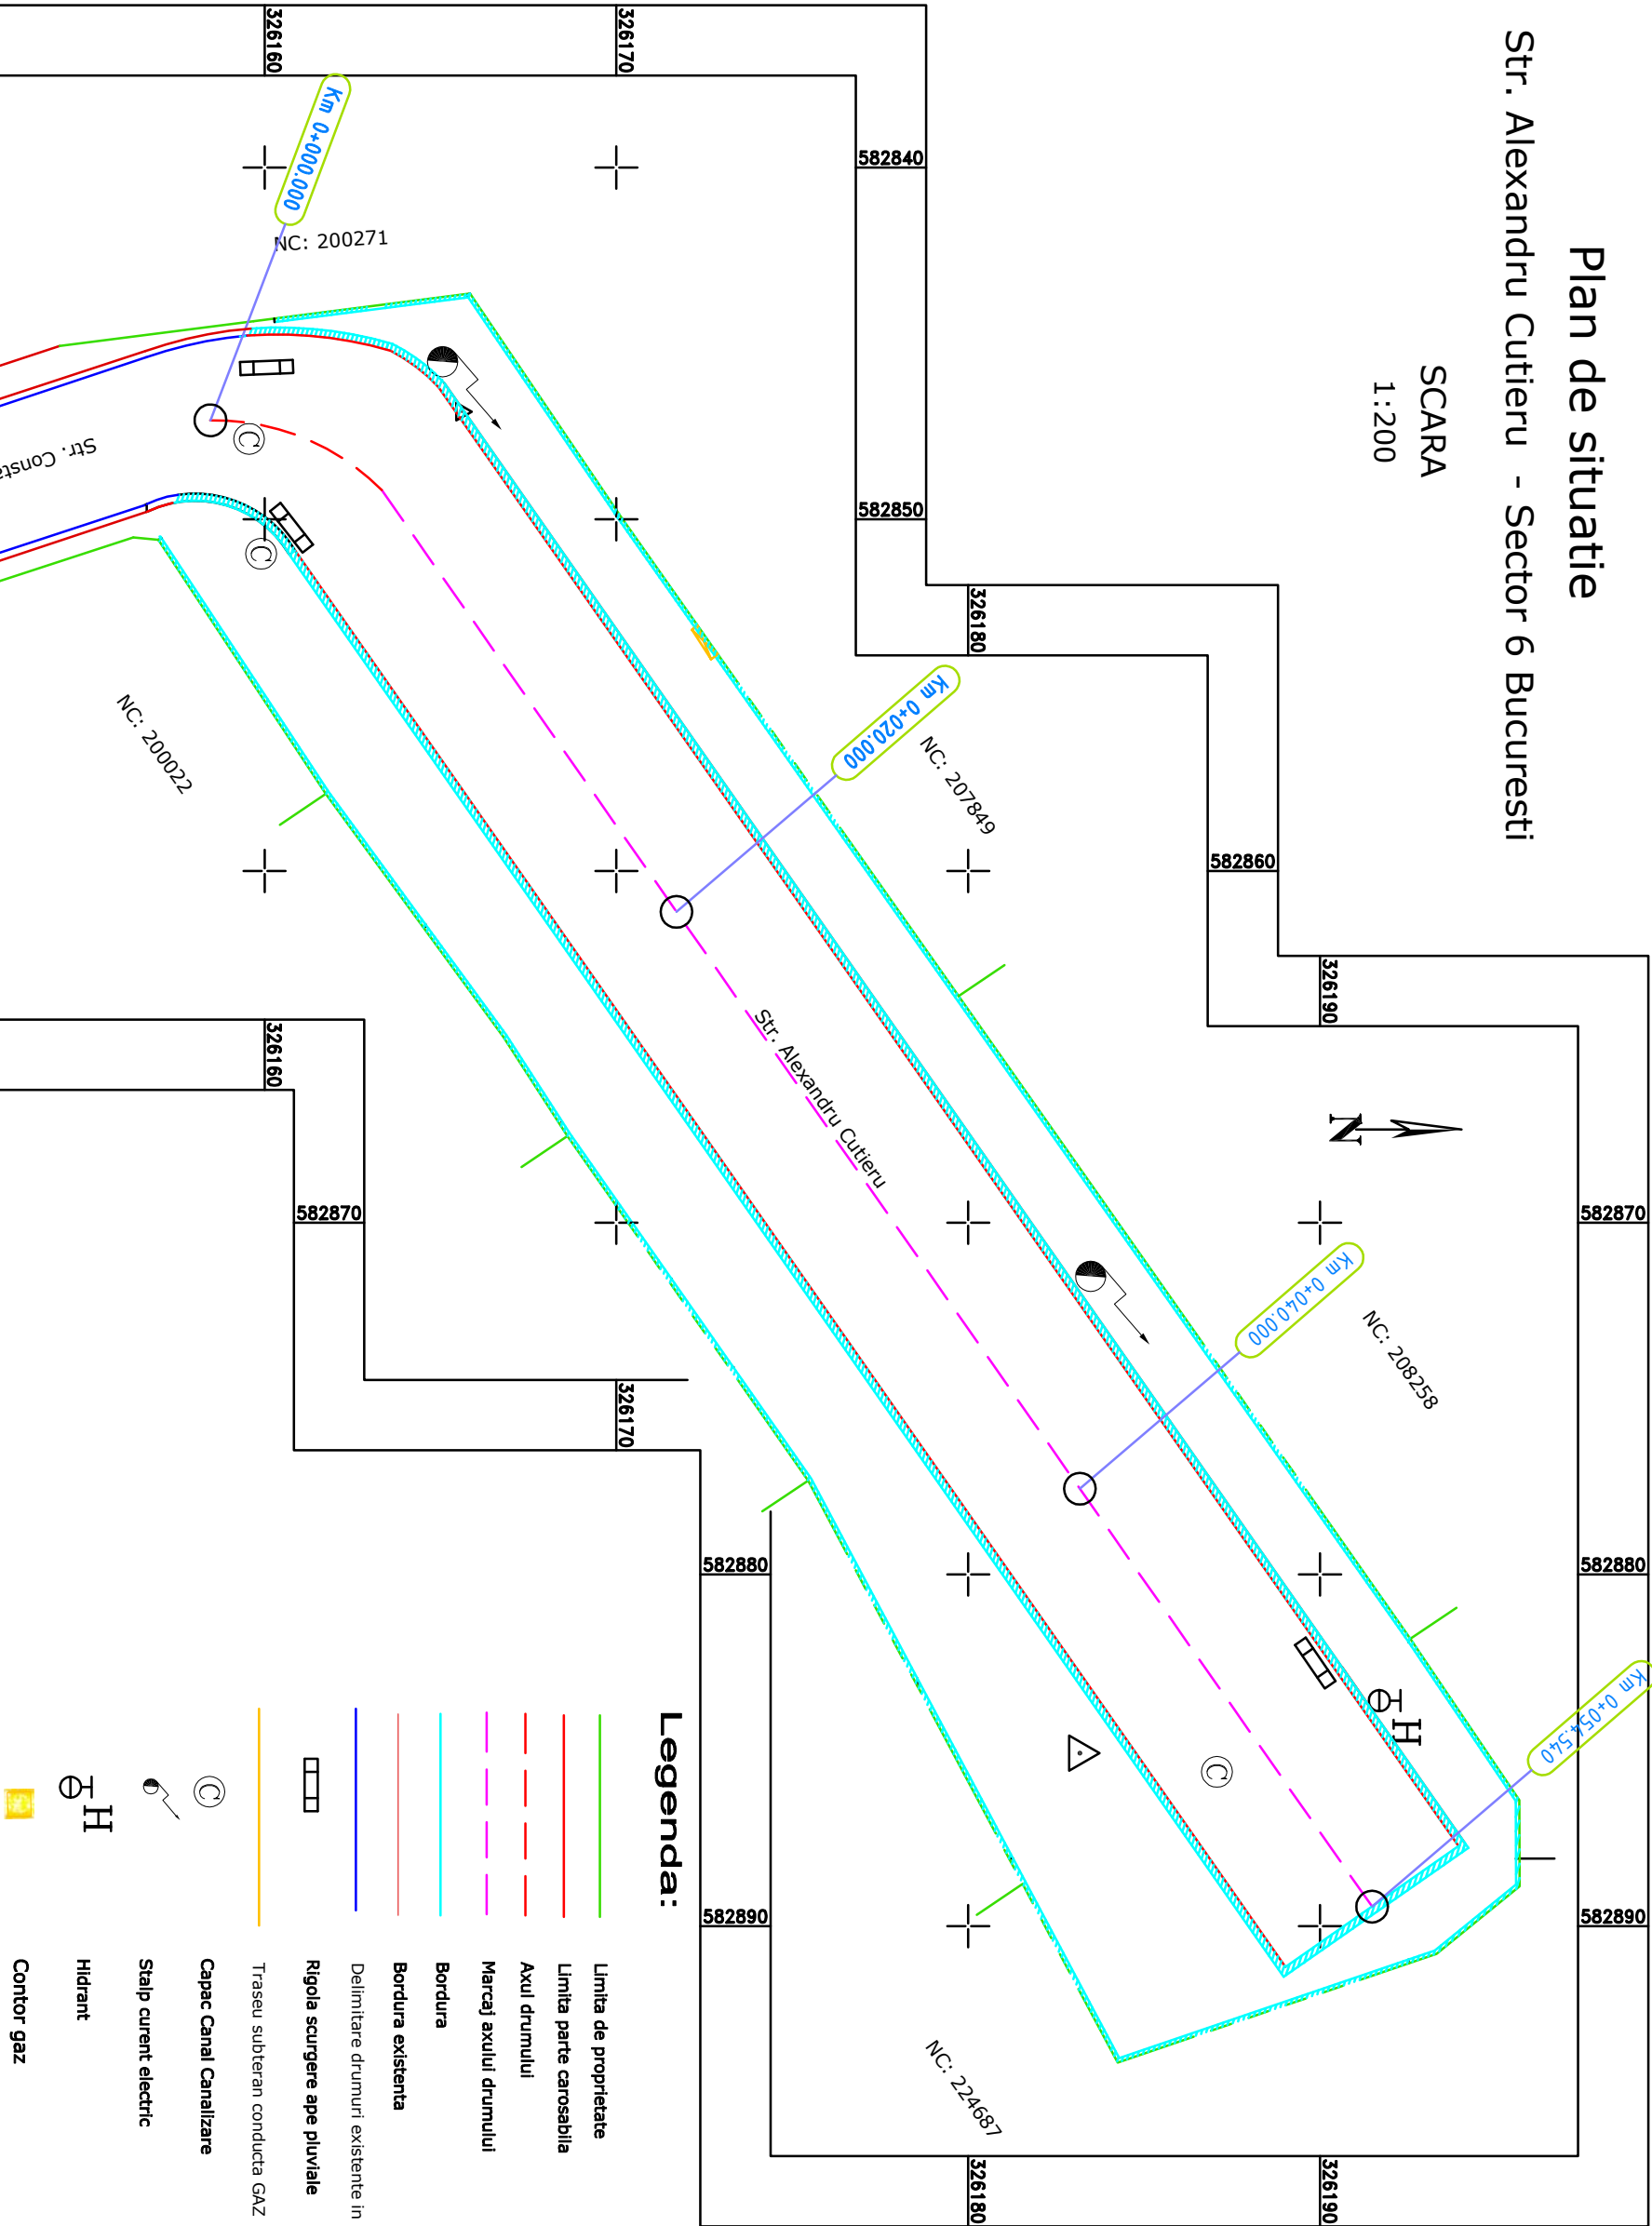 Plan de situatie
Str. Alexandru Cutieru - Sector 6 Bucuresti
SCARA
1:200
326160
326170
582840
582850
326180
582860
326190
582870
582880
582890
326180
326190
326160
582870
326170
582880
582890
Km 0+000.000
Km 0+020.000
Km 0+040.000
Km 0+054.540
NC: 200271
NC: 207849
NC: 208258
NC: 200022
NC: 224687
Str. Alexandru Cutieru
Str. Consta
N
C
C
C
H
Legenda:
Limita de proprietate
Limita parte carosabila
Axul drumului
Marcaj axului drumului
Bordura
Bordura existenta
Delimitare drumuri existente in
Rigola scurgere ape pluviale
Traseu subteran conducta GAZ
C Capac Canal Canalizare
Stalp curent electric
H Hidrant
Contor gaz